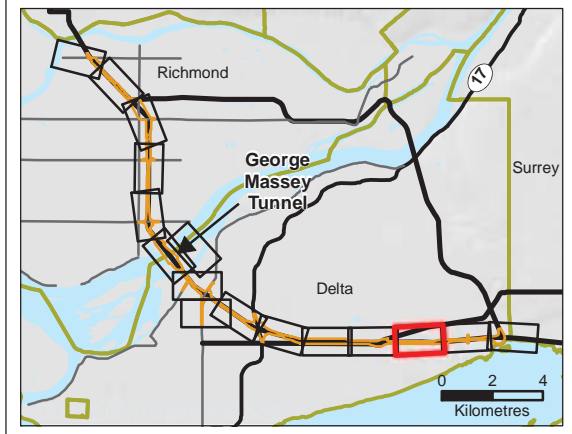 Richmond
17
George
Massey
Tunnel
Surrey
Delta
0 2 4
Kilometres